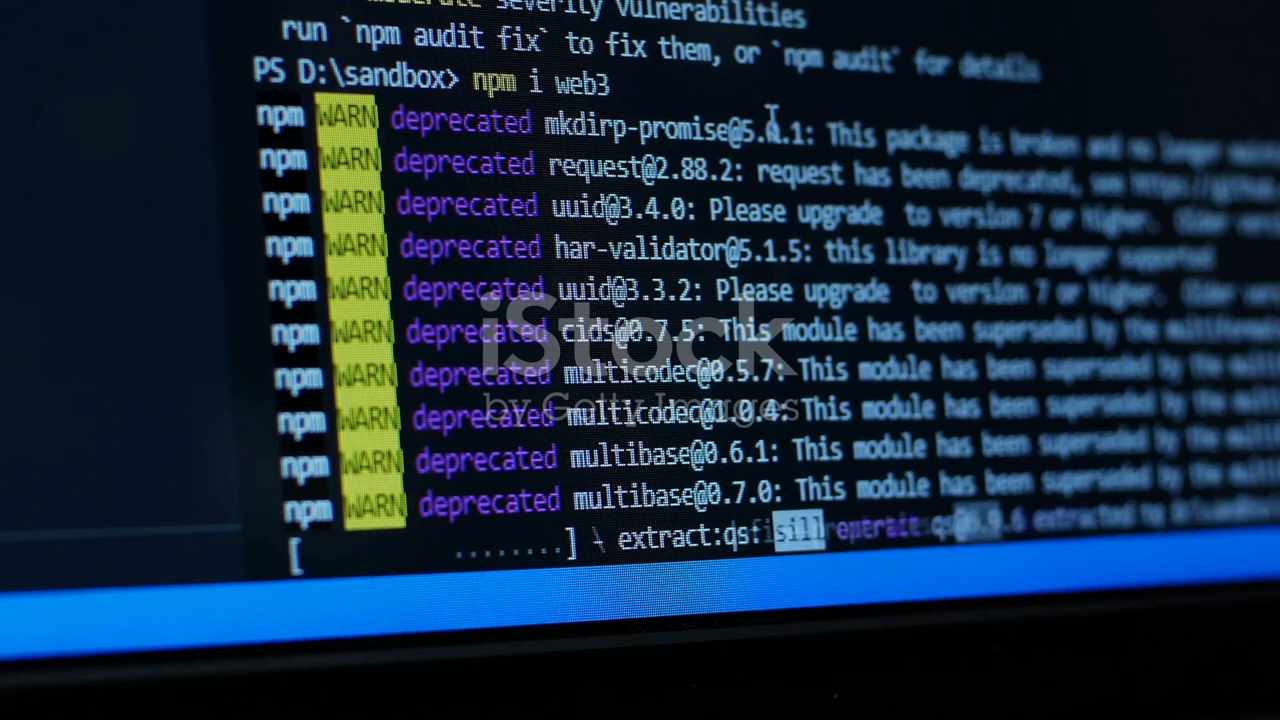 severity vulnerabilities
run `npm audit fix` to fix them, or `npm audit` for details
PS D:\sandbox> npm i web3
npm WARN deprecated mkdirp-promise@5. .1: This package is broken and no longer
npm WARN deprecated request@2.88.2: request has been deprecated, see
npm WARN deprecated uuid@3.4.0: Please upgrade  to version 7 or higher. Older
npm WARN deprecated har-validator@5.1.5: this library is no longer supported
npm WARN deprecated uuid@3.3.2: Please upgrade  to version 7 or higher. Older
npm WARN deprecated cids@0.7.5: This module has been superseded by the
npm WARN deprecated multicodec@0.5.7: This module has been superseded by the
npm WARN deprecated multicodec@1.0.4: This module has been superseded by the
npm WARN deprecated multibase@0.6.1: This module has been superseded by the
npm WARN deprecated multibase@0.7.0: This module has been superseded by the
[ ........] \ extract:qs: sill extracted to
iStock
by Getty Images